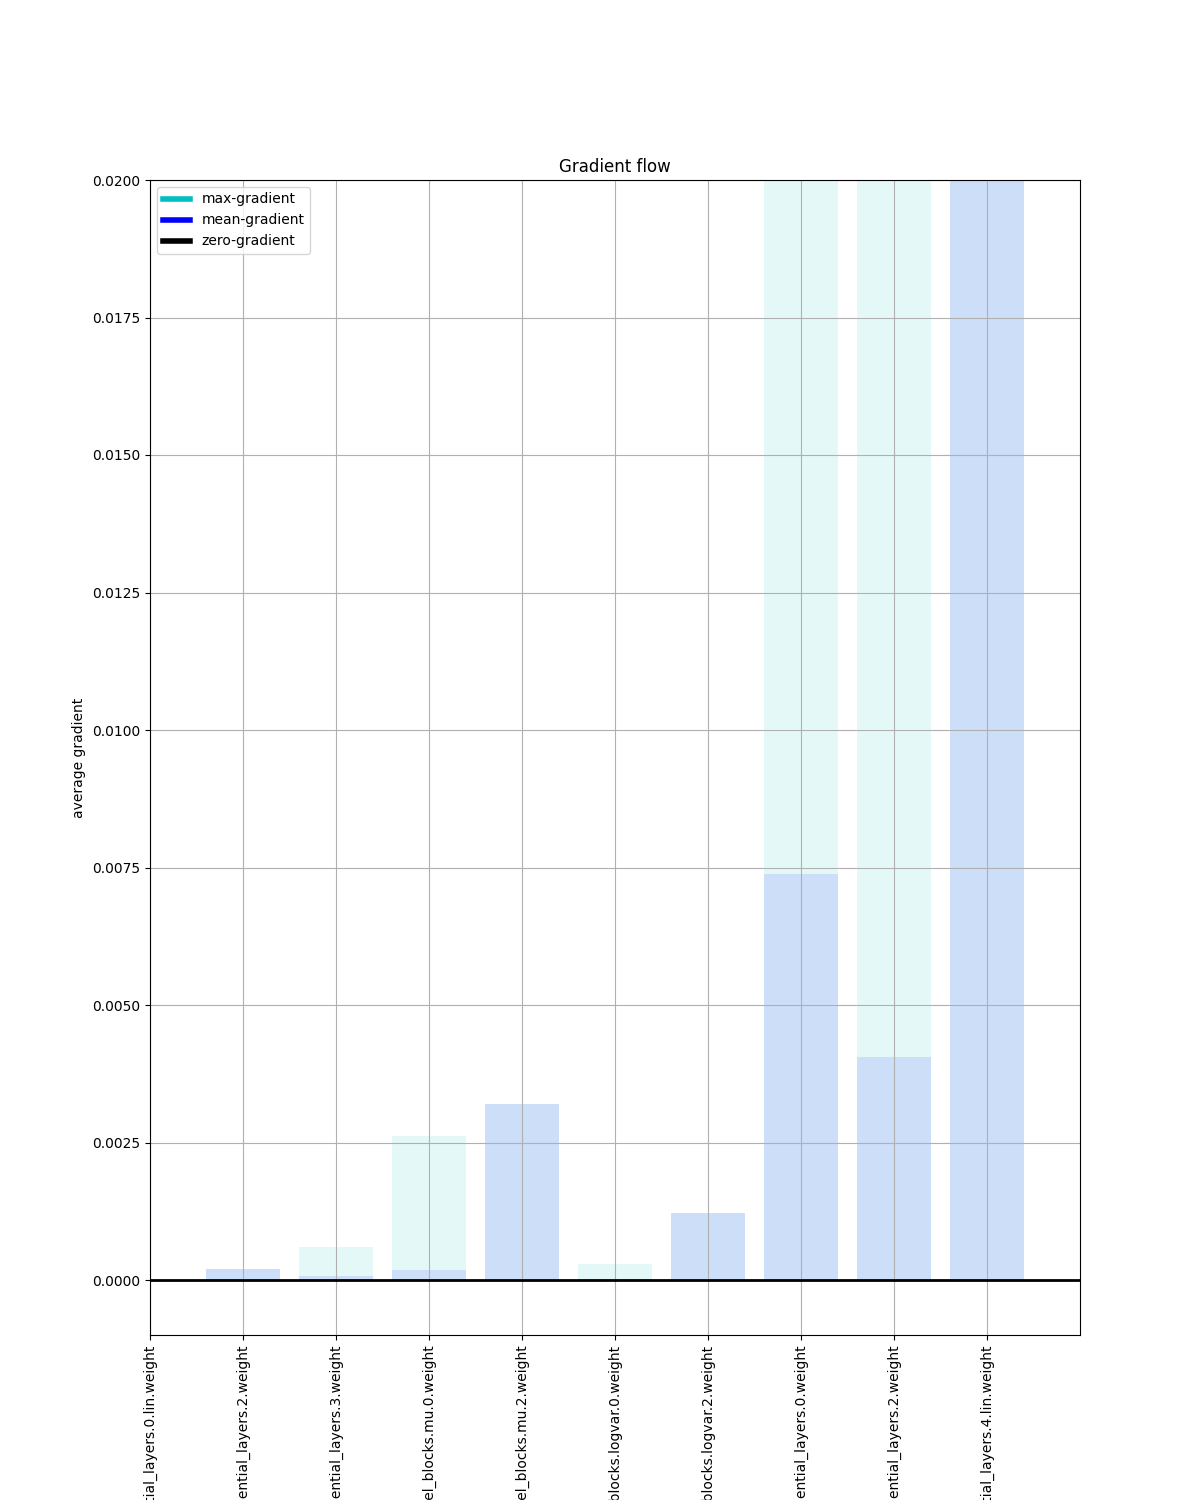 Gradient flow
max-gradient
mean-gradient
zero-gradient
0.0200
0.0175
0.0150
0.0125
0.0100
0.0075
0.0050
0.0025
0.0000
average gradient
tial_layers.0.lin.weight
ential_layers.2.weight
ential_layers.3.weight
el_blocks.mu.0.weight
el_blocks.mu.2.weight
blocks.logvar.0.weight
blocks.logvar.2.weight
ential_layers.0.weight
ential_layers.2.weight
tial_layers.4.lin.weight